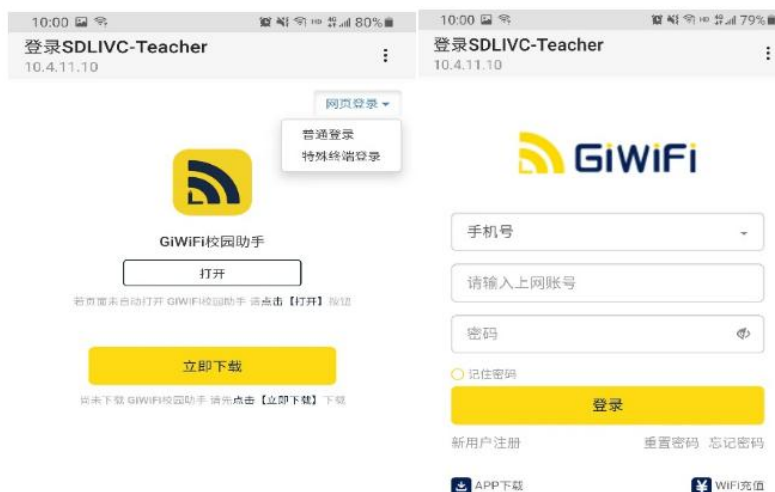 10:00 HD 4G 80%
登录SDLIVC-Teacher
10.4.11.10
网页登录
普通登录
特殊终端登录
GiWiFi校园助手
打开
若页面未自动打开 GIWIFI校园助手 请点击【打开】按钮
立即下载
尚未下载 GIWIFI校园助手 请先点击【立即下载】下载
10:00 HD 4G 79%
登录SDLIVC-Teacher
10.4.11.10
GiWiFi
手机号
请输入上网账号
密码
记住密码
登录
新用户注册 重置密码 忘记密码
APP下载 ¥ WiFi充值